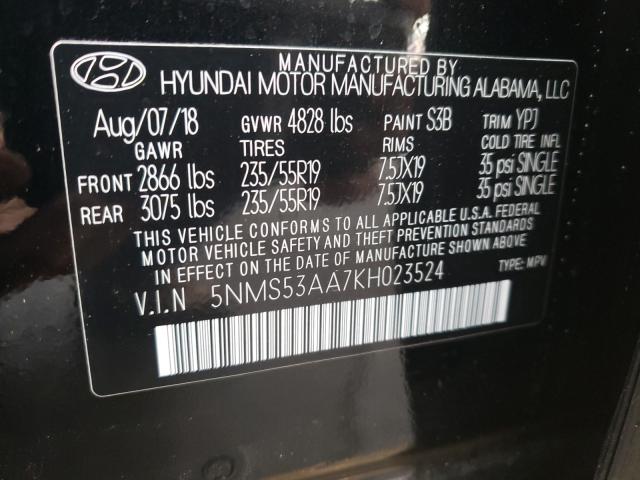 MANUFACTURED BY
HYUNDAI MOTOR MANUFACTURING ALABAMA, LLC
Aug/07/18 GVWR 4828 lbs PAINT S3B TRIM YPJ
GAWR TIRES RIMS COLD TIRE INFL
FRONT 2866 lbs 235/55R19 7.5JX19 35 psi SINGLE
REAR 3075 lbs 235/55R19 7.5JX19 35 psi SINGLE
THIS VEHICLE CONFORMS TO ALL APPLICABLE U.S.A. FEDERAL
MOTOR VEHICLE SAFETY AND THEFT PREVENTION STANDARDS
IN EFFECT ON THE DATE OF MANUFACTURE SHOWN ABOVE.
V.I.N 5NMS53AA7KH023524 TYPE: MPV